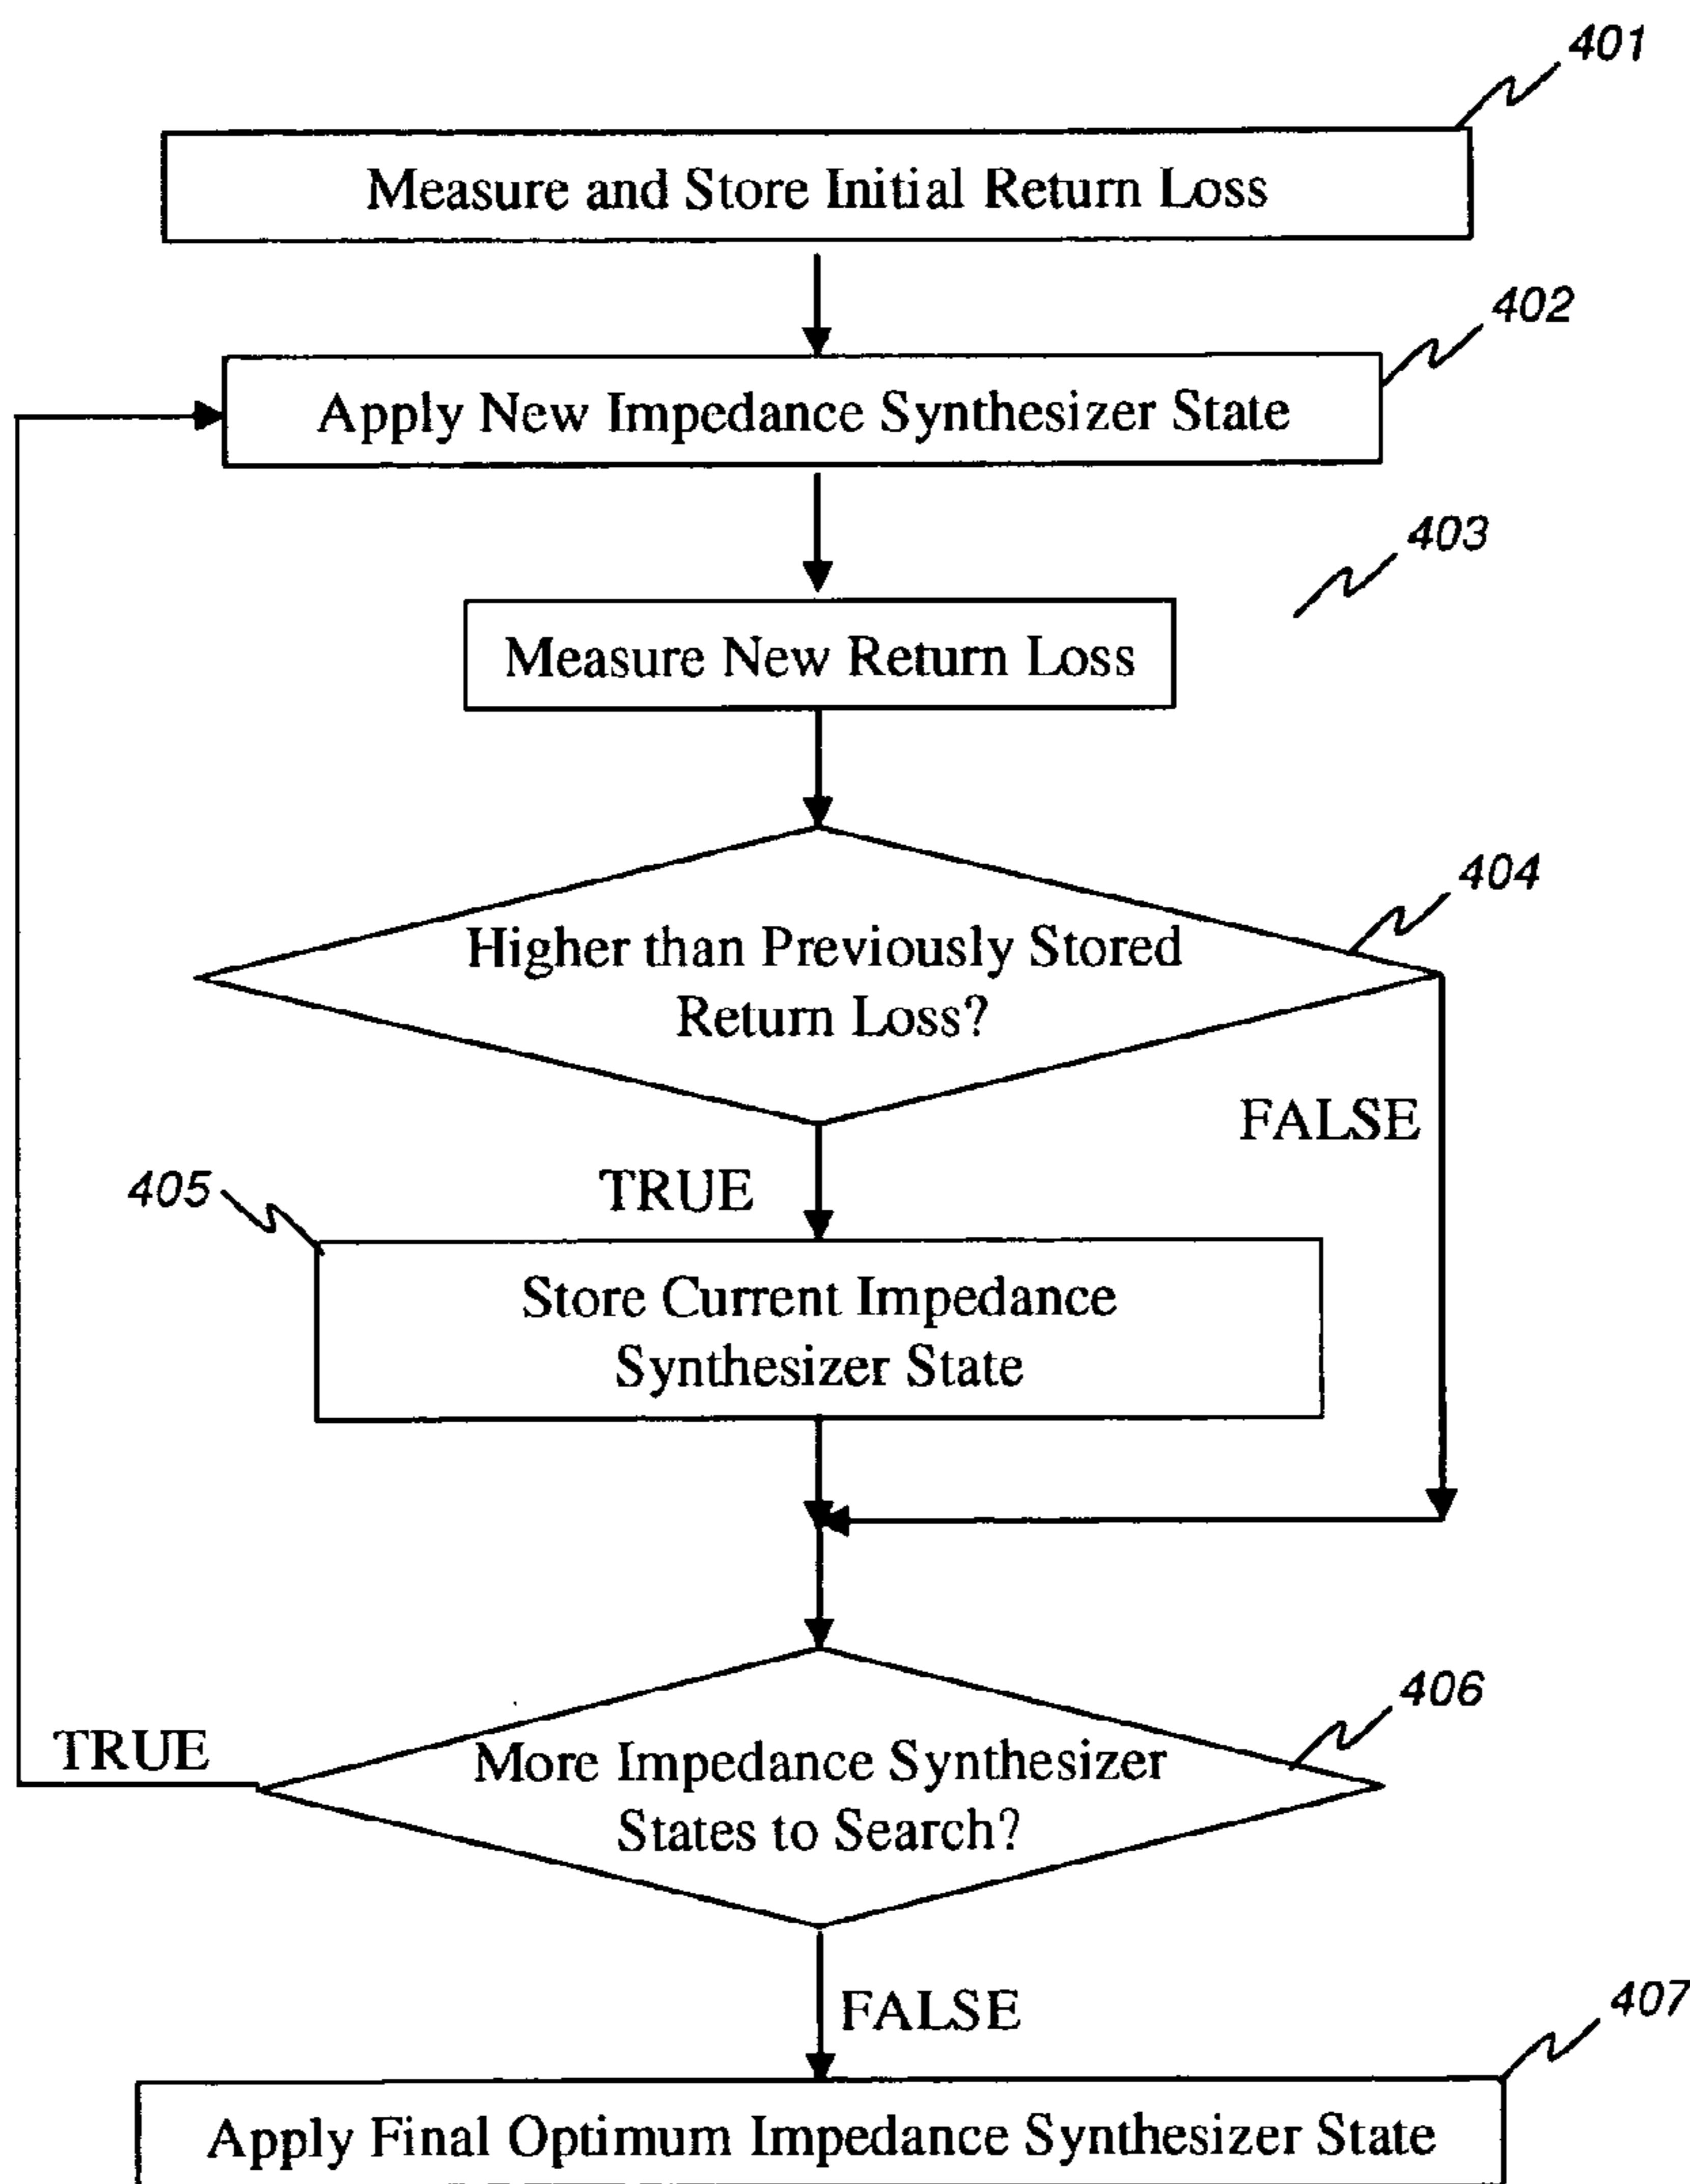 401
Measure and Store Initial Return Loss
402
Apply New Impedance Synthesizer State
403
Measure New Return Loss
404
Higher than Previously Stored
Return Loss?
FALSE
TRUE
405
Store Current Impedance
Synthesizer State
406
TRUE
More Impedance Synthesizer
States to Search?
FALSE
407
Apply Final Optimum Impedance Synthesizer State